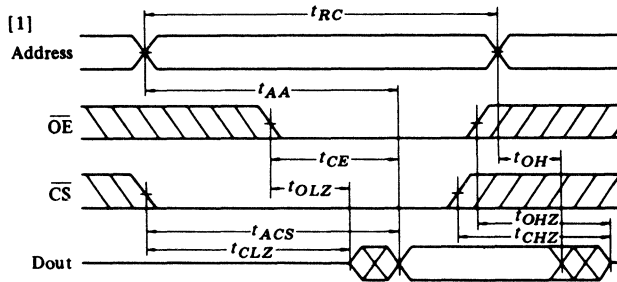 [1]
tRC
Address
tAA
OE
tCE
tOH
tOLZ
CS
tOHZ
tACS
tCHZ
tCLZ
Dout